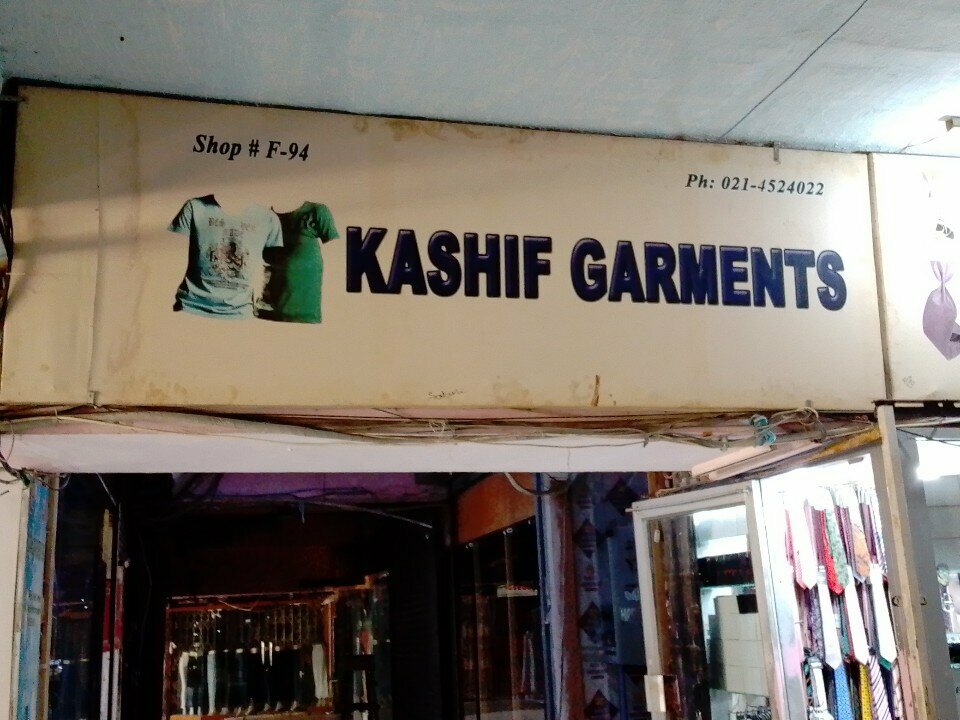 Shop # F-94
Ph: 021-4524022
KASHIF GARMENTS